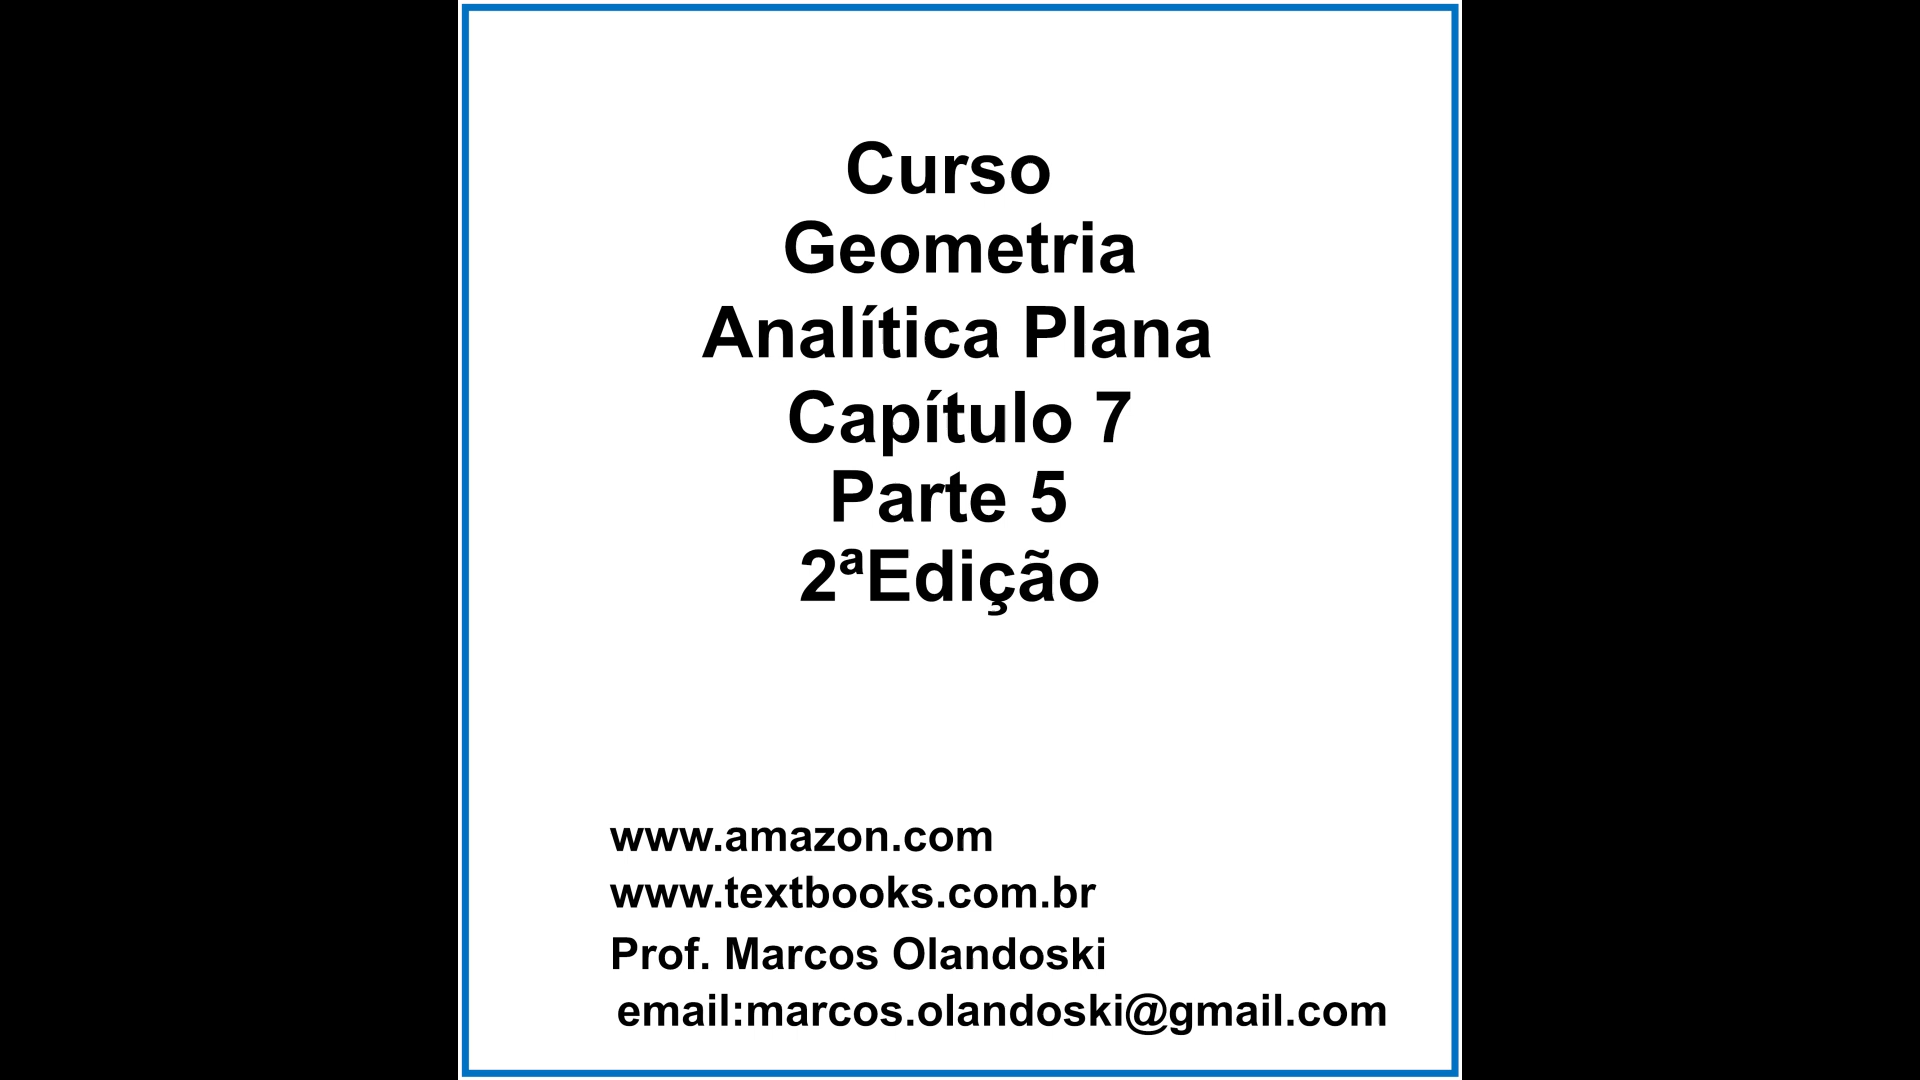 Curso
Geometria
Analítica Plana
Capítulo 7
Parte 5
2ªEdição
www.amazon.com
www.textbooks.com.br
Prof. Marcos Olandoski
email:marcos.olandoski@gmail.com